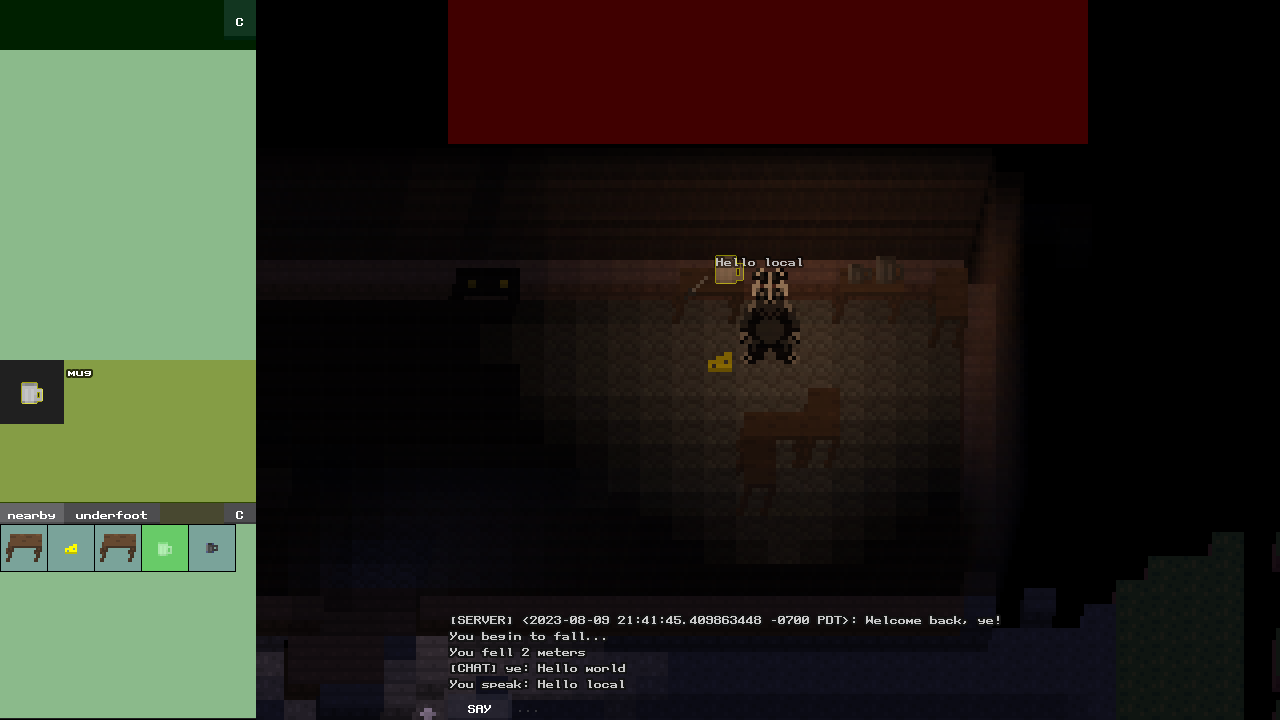 C
Hello local
mug
nearby underfoot C
[SERVER] <2023-08-09 21:41:45.409863448 -0700 PDT>: Welcome back, ye!
You begin to fall...
You fell 2 meters
[CHAT] ye: Hello world
You speak: Hello local
SAY ...